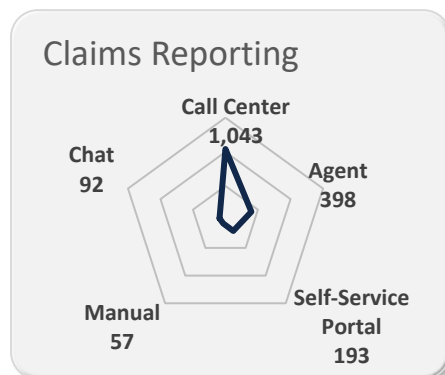 Claims Reporting
Call Center
1,043
Agent
398
Self-Service
Portal
193
Manual
57
Chat
92